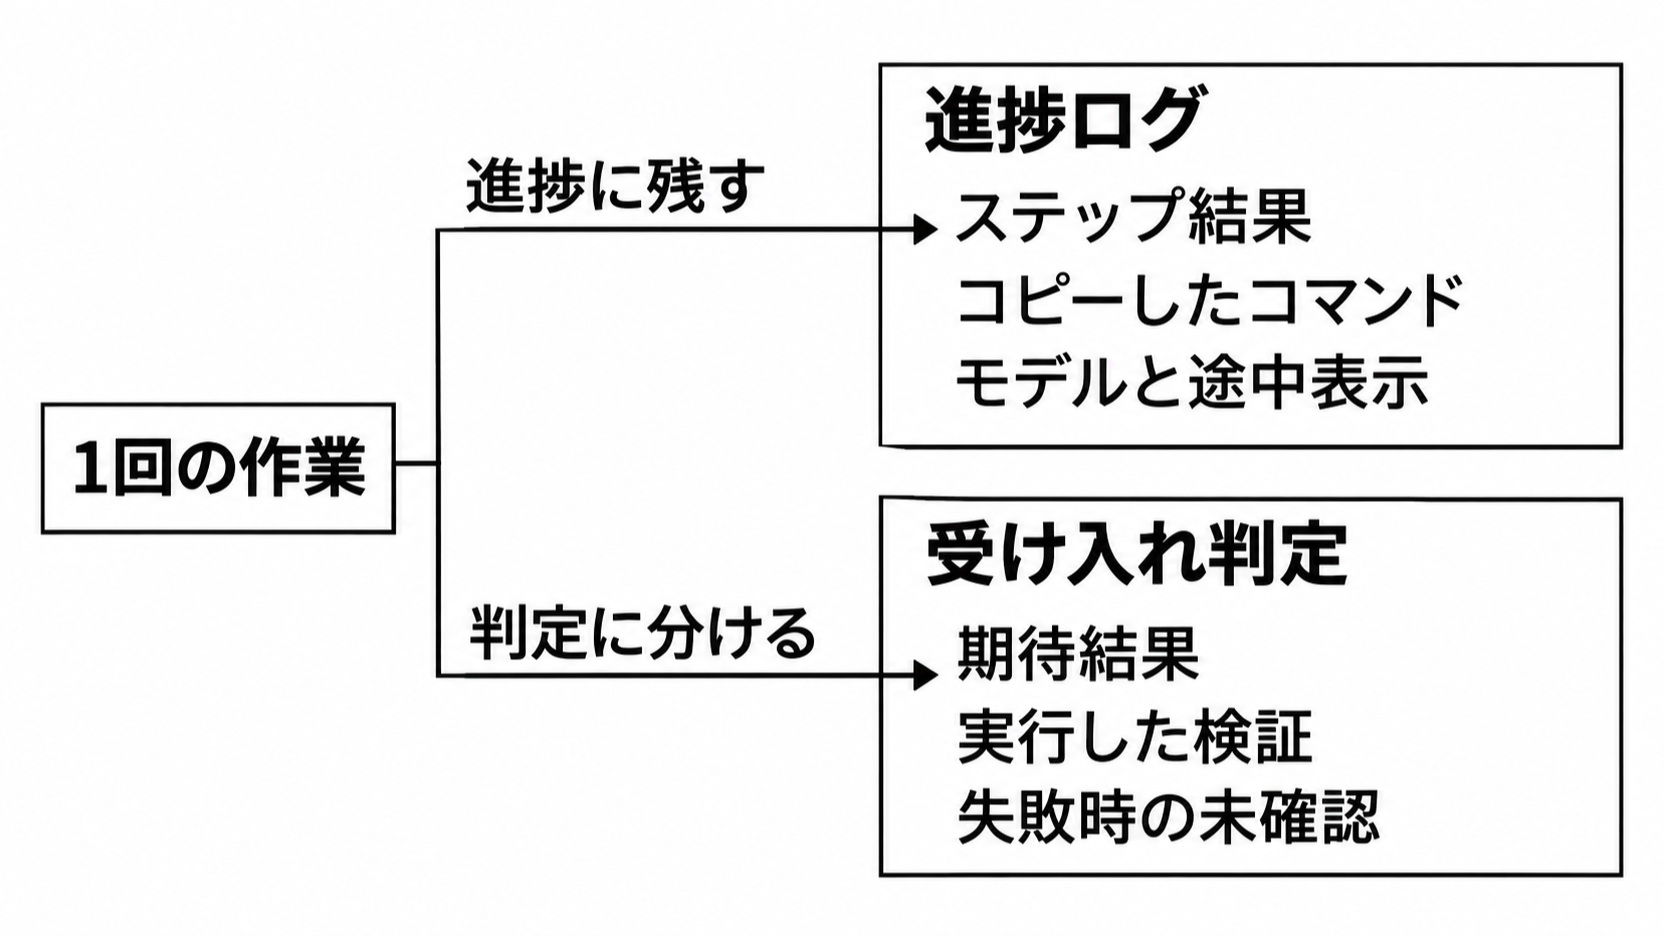 1回の作業
進捗に残す
進捗ログ
ステップ結果
コピーしたコマンド
モデルと途中表示
判定に分ける
受け入れ判定
期待結果
実行した検証
失敗時の未確認